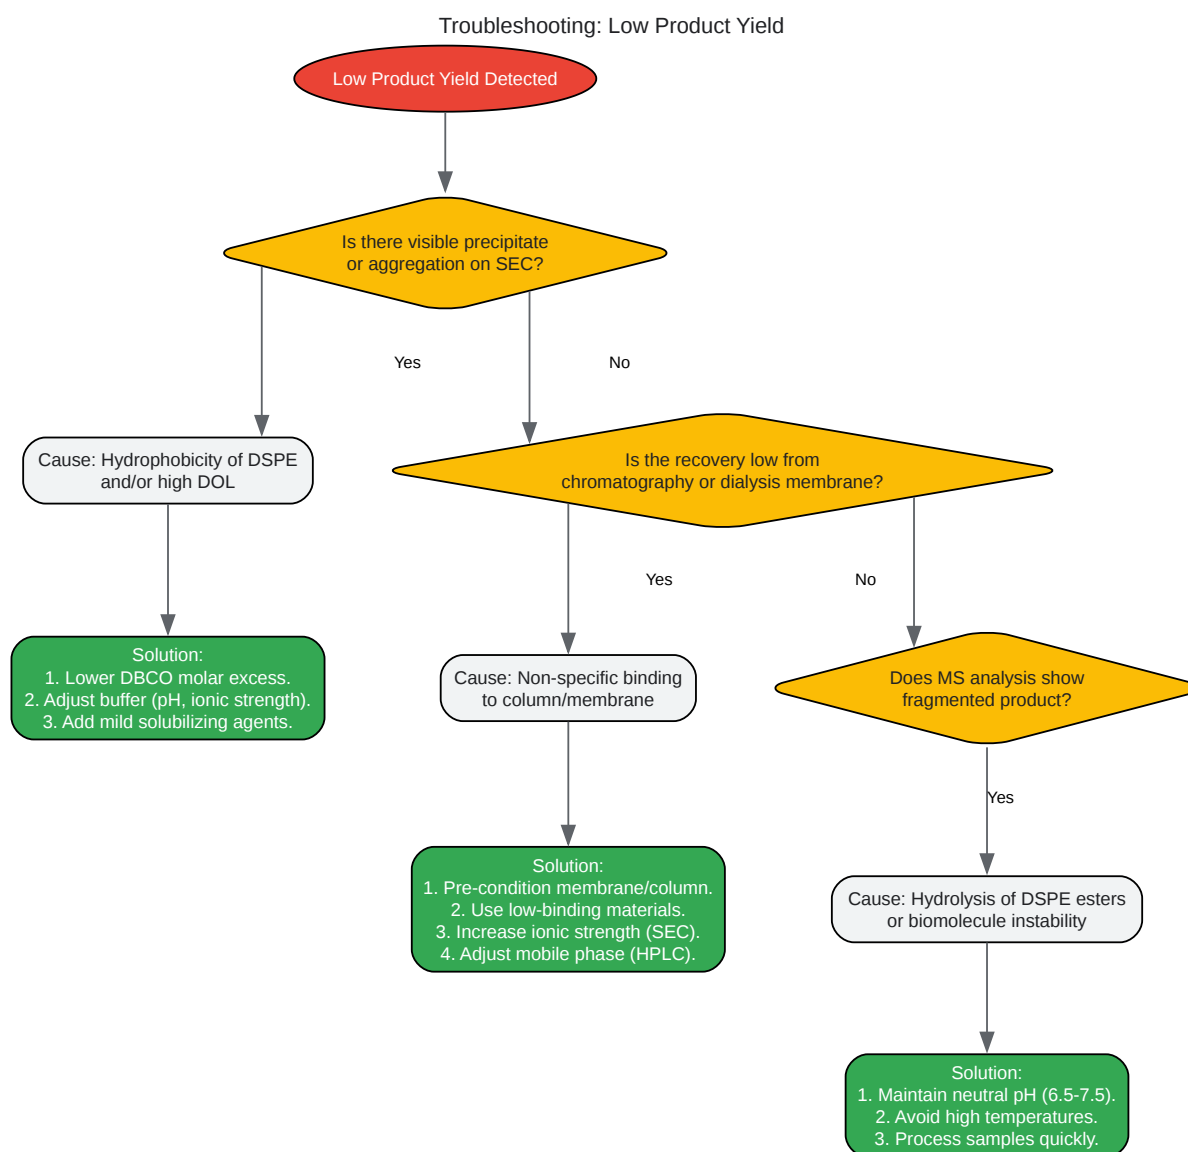 Troubleshooting: Low Product Yield
Low Product Yield Detected
Is there visible precipitate
or aggregation on SEC?
Yes
No
Cause: Hydrophobicity of DSPE
and/or high DOL
Is the recovery low from
chromatography or dialysis membrane?
Yes
No
Solution:
1. Lower DBCO molar excess.
2. Adjust buffer (pH, ionic strength).
3. Add mild solubilizing agents.
Cause: Non-specific binding
to column/membrane
Does MS analysis show
fragmented product?
Yes
Solution:
1. Pre-condition membrane/column.
2. Use low-binding materials.
3. Increase ionic strength (SEC).
4. Adjust mobile phase (HPLC).
Cause: Hydrolysis of DSPE esters
or biomolecule instability
Solution:
1. Maintain neutral pH (6.5-7.5).
2. Avoid high temperatures.
3. Process samples quickly.